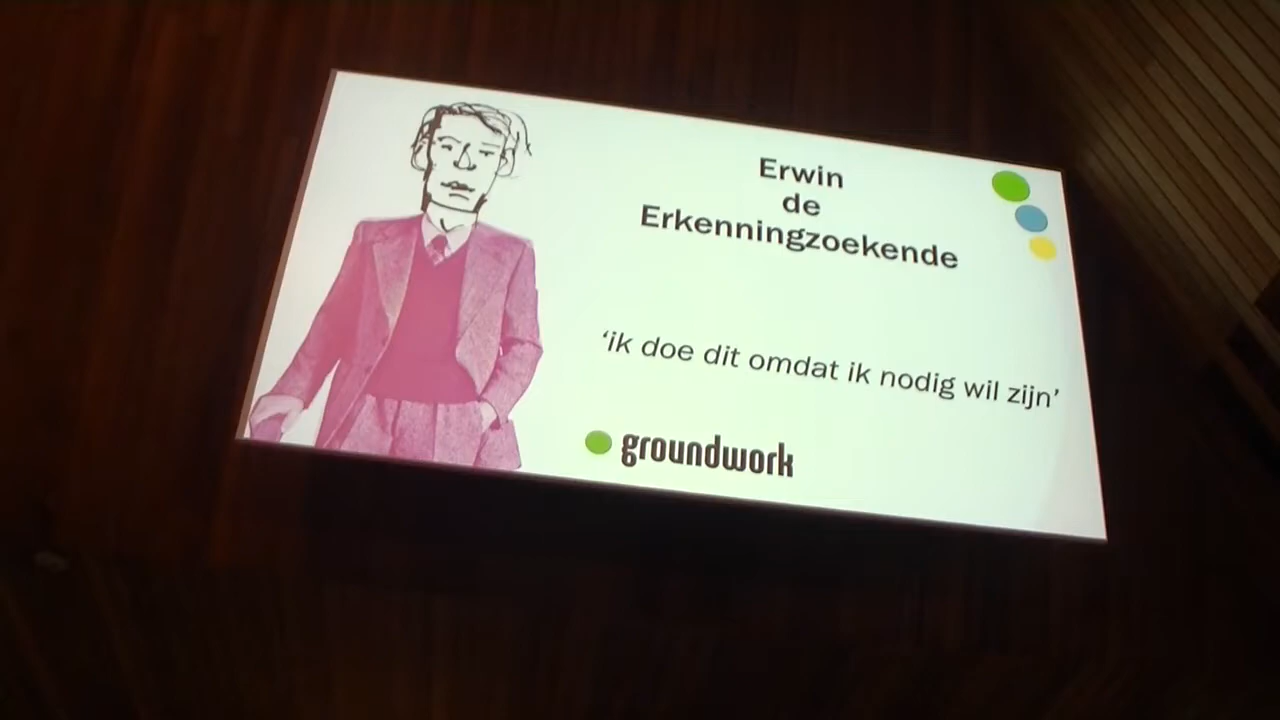 Erwin
de
Erkenningzoekende
‘ik doe dit omdat ik nodig wil zijn’
groundwork